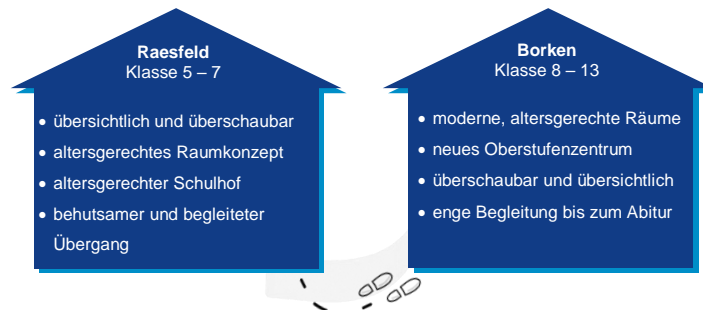 Raesfeld
Klasse 5 – 7
• übersichtlich und überschaubar
• altersgerechtes Raumkonzept
• altersgerechter Schulhof
• behutsamer und begleiteter
Übergang
Borken
Klasse 8 – 13
• moderne, altersgerechte Räume
• neues Oberstufenzentrum
• überschaubar und übersichtlich
• enge Begleitung bis zum Abitur